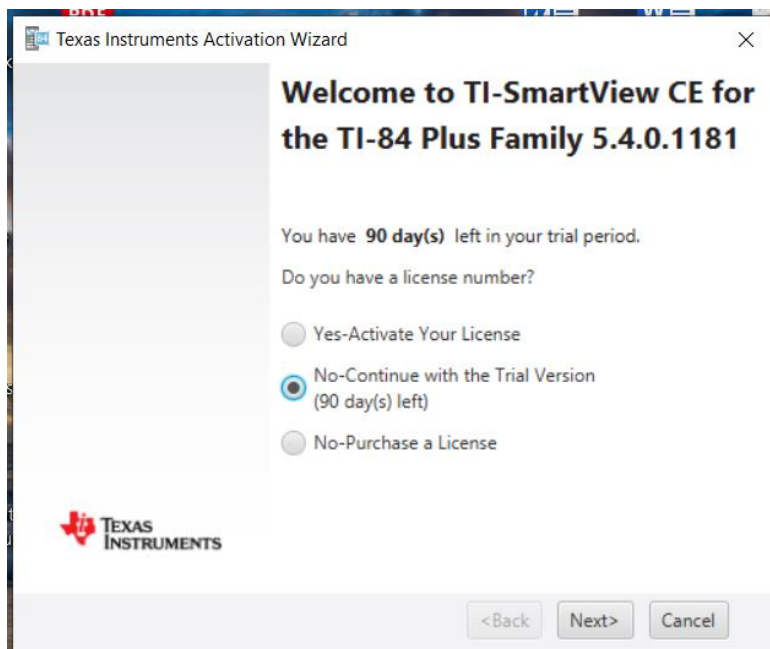 Texas Instruments Activation Wizard
Welcome to TI-SmartView CE for
the TI-84 Plus Family 5.4.0.1181
You have 90 day(s) left in your trial period.
Do you have a license number?
Yes-Activate Your License
No-Continue with the Trial Version
(90 day(s) left)
No-Purchase a License
TEXAS
INSTRUMENTS
<Back Next> Cancel